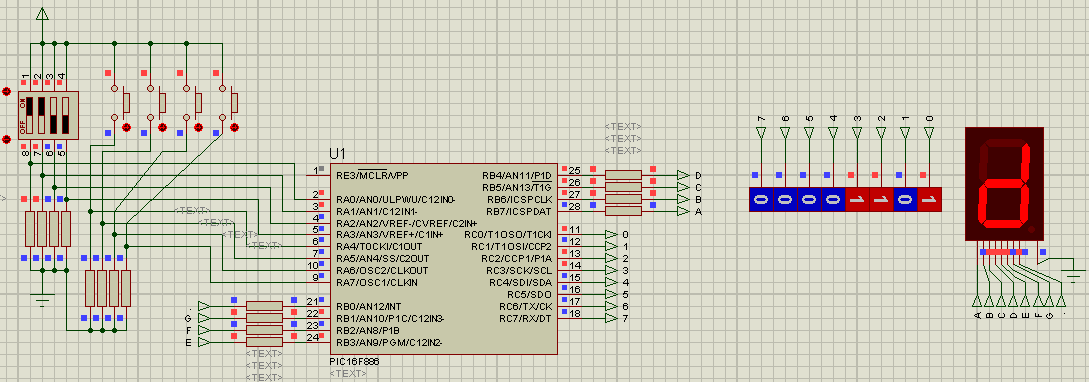 U1
1 2 3 4
ON
OFF
8 7 6 5
1 RE3/MCLR/VPP
2 RA0/AN0/ULPWU/C12IN0-
3 RA1/AN1/C12IN1-
4 RA2/AN2/VREF-/CVREF/C2IN+
5 RA3/AN3/VREF+/C1IN+
6 RA4/T0CKI/C1OUT
7 RA5/AN4/SS/C2OUT
10 RA6/OSC2/CLKOUT
9 RA7/OSC1/CLKIN
21 RB0/AN12/INT
G 22 RB1/AN10/P1C/C12IN3-
F 23 RB2/AN8/P1B
E 24 RB3/AN9/PGM/C12IN2-
RB4/AN11/P1D 25 D
RB5/AN13/T1G 26 C
RB6/ICSPCLK 27 B
RB7/ICSPDAT 28 A
RC0/T1OSO/T1CKI 11 0
RC1/T1OSI/CCP2 12 1
RC2/CCP1/P1A 13 2
RC3/SCK/SCL 14 3
RC4/SDI/SDA 15 4
RC5/SDO 16 5
RC6/TX/CK 17 6
RC7/RX/DT 18 7
PIC16F886
<TEXT>
<TEXT>
<TEXT>
<TEXT>
<TEXT>
<TEXT>
<TEXT>
<TEXT>
<TEXT>
<TEXT>
<TEXT>
7 6 5 4 3 2 1 0
0 0 0 0 1 1 0 1
d
A B C D E F G .